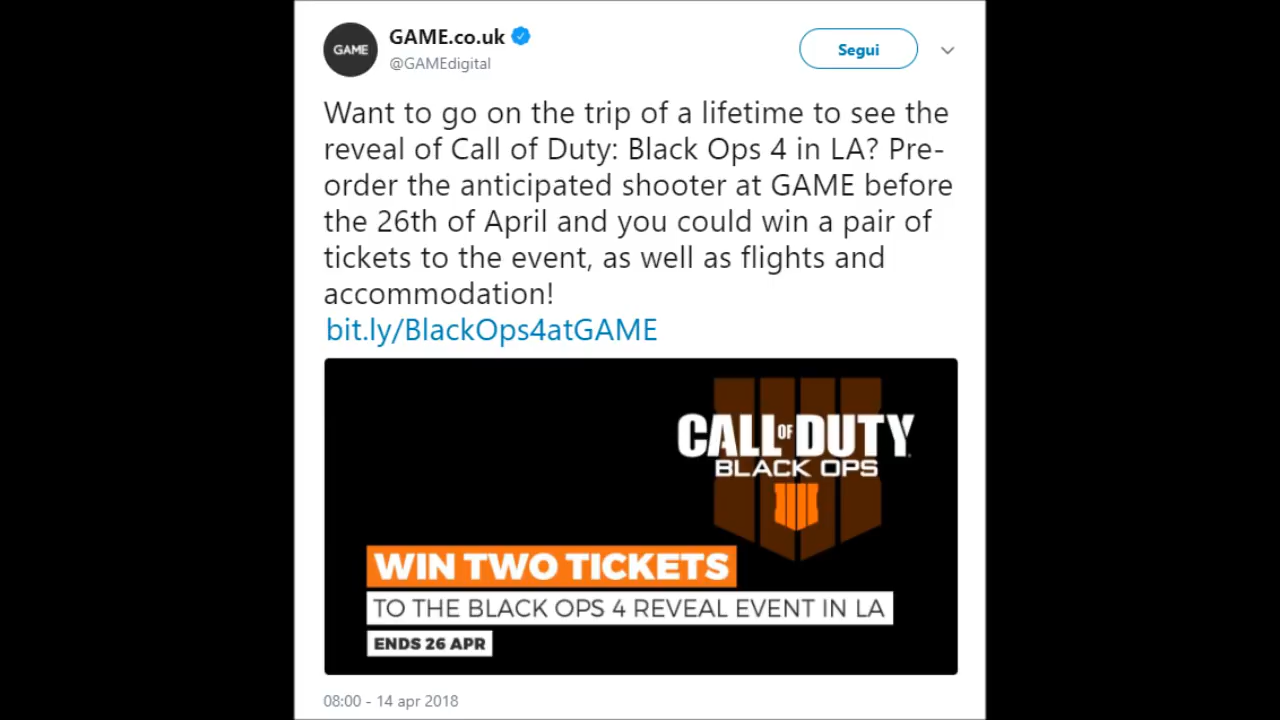 GAME
GAME.co.uk
@GAMEdigital
Segui
Want to go on the trip of a lifetime to see the
reveal of Call of Duty: Black Ops 4 in LA? Pre-
order the anticipated shooter at GAME before
the 26th of April and you could win a pair of
tickets to the event, as well as flights and
accommodation!
bit.ly/BlackOps4atGAME
CALL OF DUTY
BLACK OPS
IIII
WIN TWO TICKETS
TO THE BLACK OPS 4 REVEAL EVENT IN LA
ENDS 26 APR
08:00 - 14 apr 2018